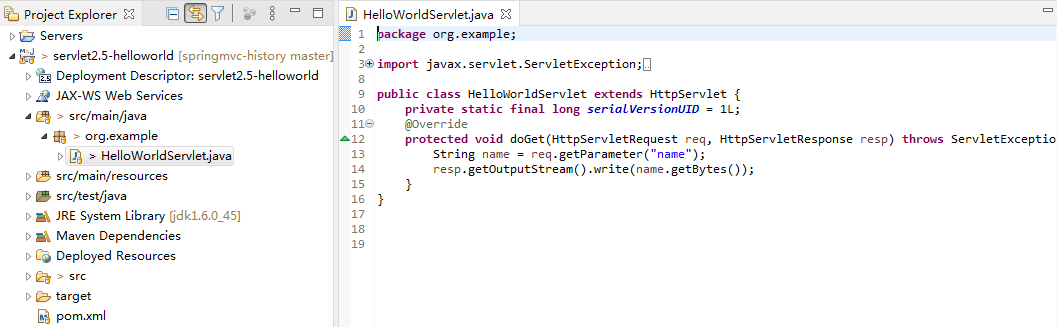 Project Explorer
Servers
> servlet2.5-helloworld [springmvc-history master]
Deployment Descriptor: servlet2.5-helloworld
JAX-WS Web Services
> src/main/java
> org.example
> HelloWorldServlet.java
src/main/resources
src/test/java
JRE System Library [jdk1.6.0_45]
Maven Dependencies
Deployed Resources
> src
target
pom.xml
HelloWorldServlet.java
1 package org.example;
2
3 import javax.servlet.ServletException;
8
9 public class HelloWorldServlet extends HttpServlet {
10 private static final long serialVersionUID = 1L;
11 @Override
12 protected void doGet(HttpServletRequest req, HttpServletResponse resp) throws ServletExceptio
13 String name = req.getParameter("name");
14 resp.getOutputStream().write(name.getBytes());
15 }
16 }
17
18
19